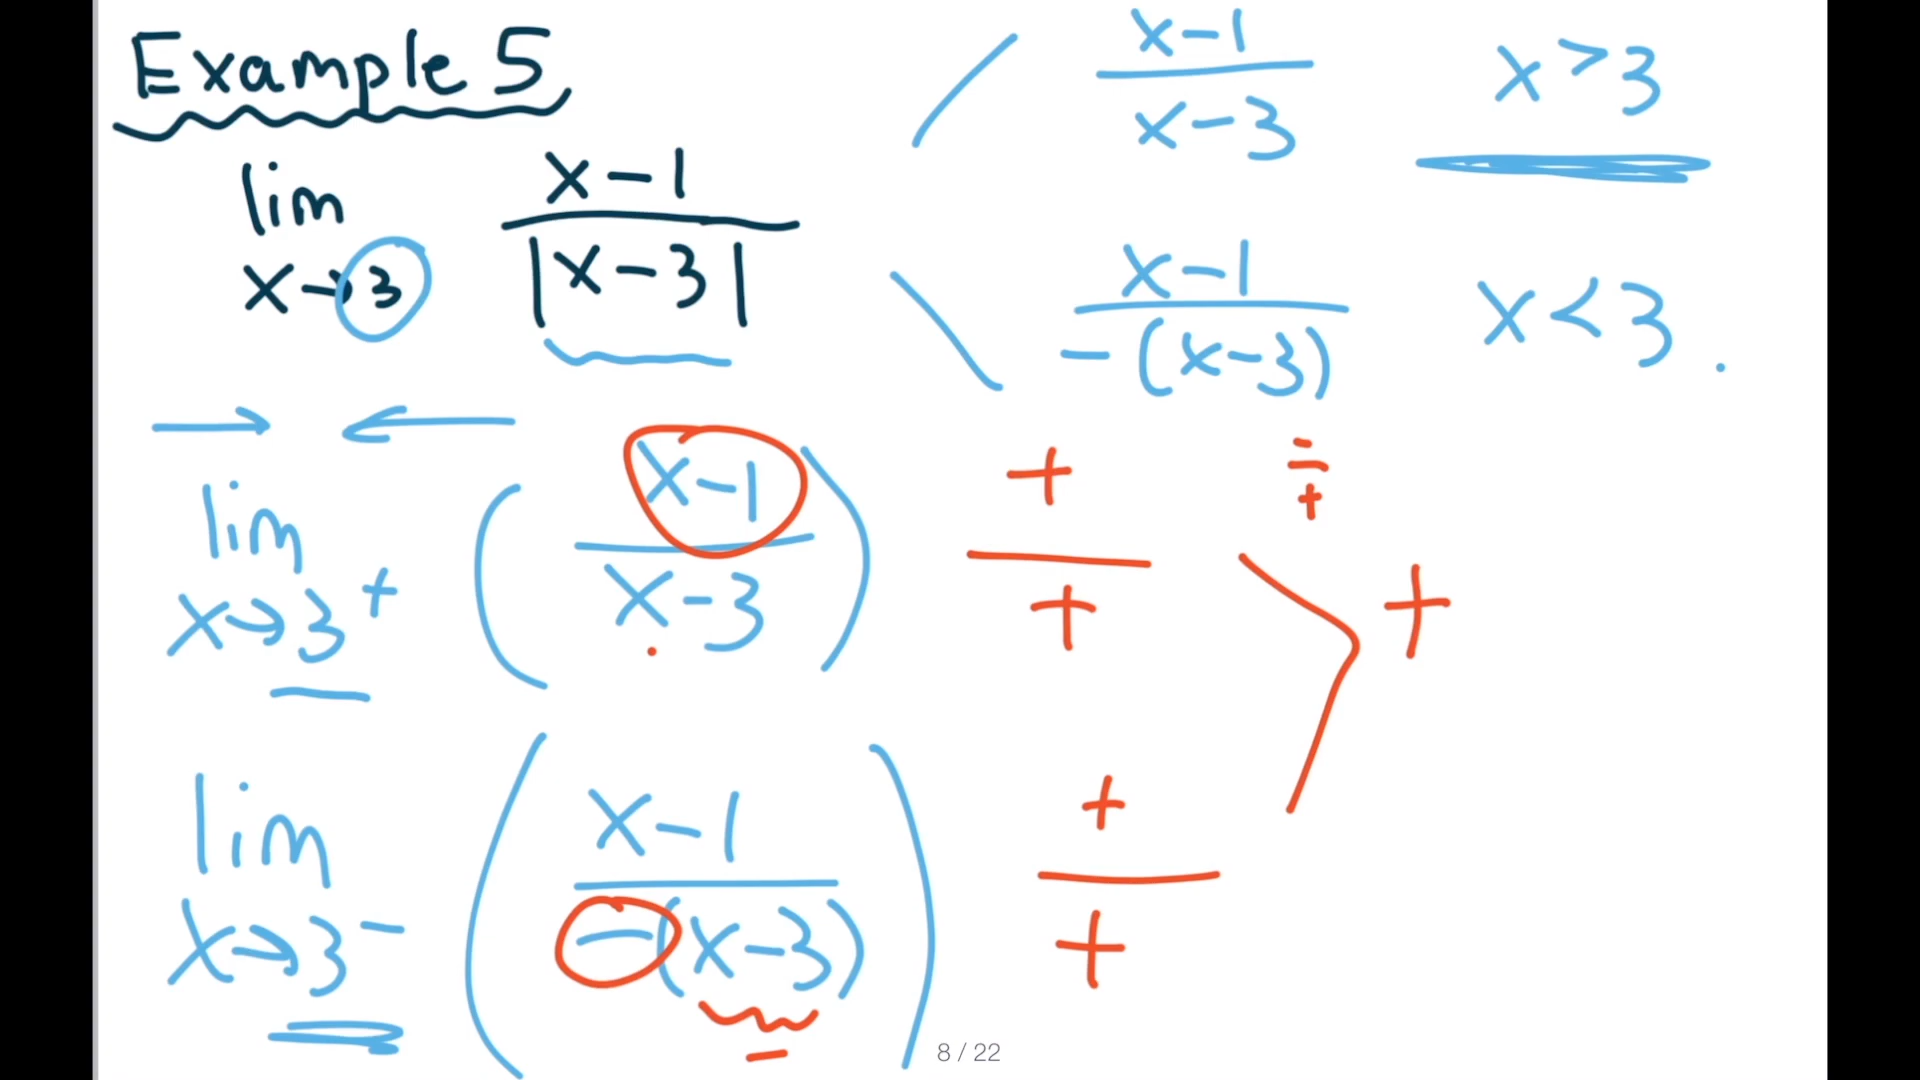 Example 5
lim x→3 (x-1)/|x-3|
(x-1)/(x-3) x>3
(x-1)/-(x-3) x<3.
lim x→3⁺ ((x-1)/(x-3)) +/+
-/+
+
lim x→3⁻ ((x-1)/-(x-3)) +/+
-
8 / 22